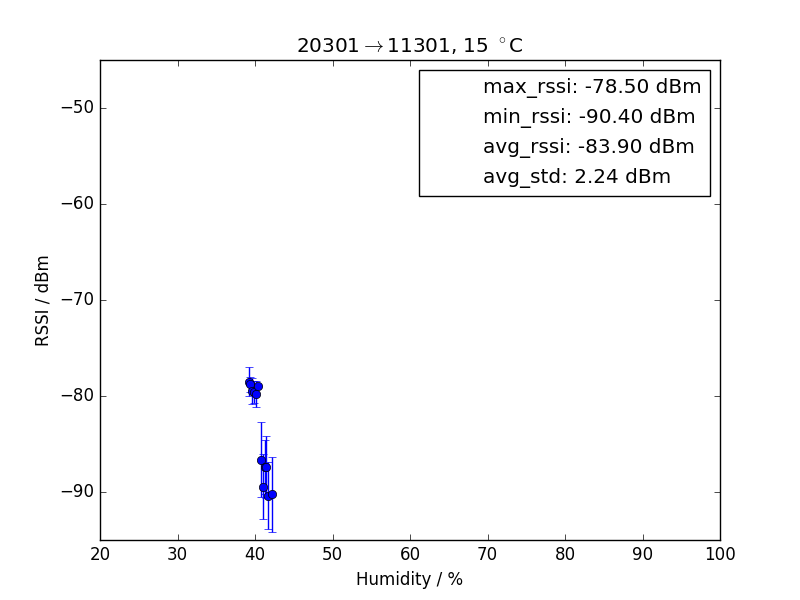 20301→11301, 15 °C
max_rssi: -78.50 dBm
min_rssi: -90.40 dBm
avg_rssi: -83.90 dBm
avg_std: 2.24 dBm
RSSI / dBm
−50
−60
−70
−80
−90
20 30 40 50 60 70 80 90 100
Humidity / %